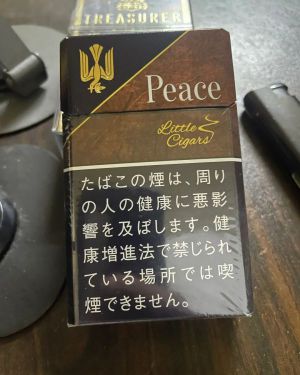 TREASURER
Peace
Little
Cigars
たばこの煙は、周り
の人の健康に悪影
響を及ぼします。健
康増進法で禁じられ
ている場所では喫
煙できません。